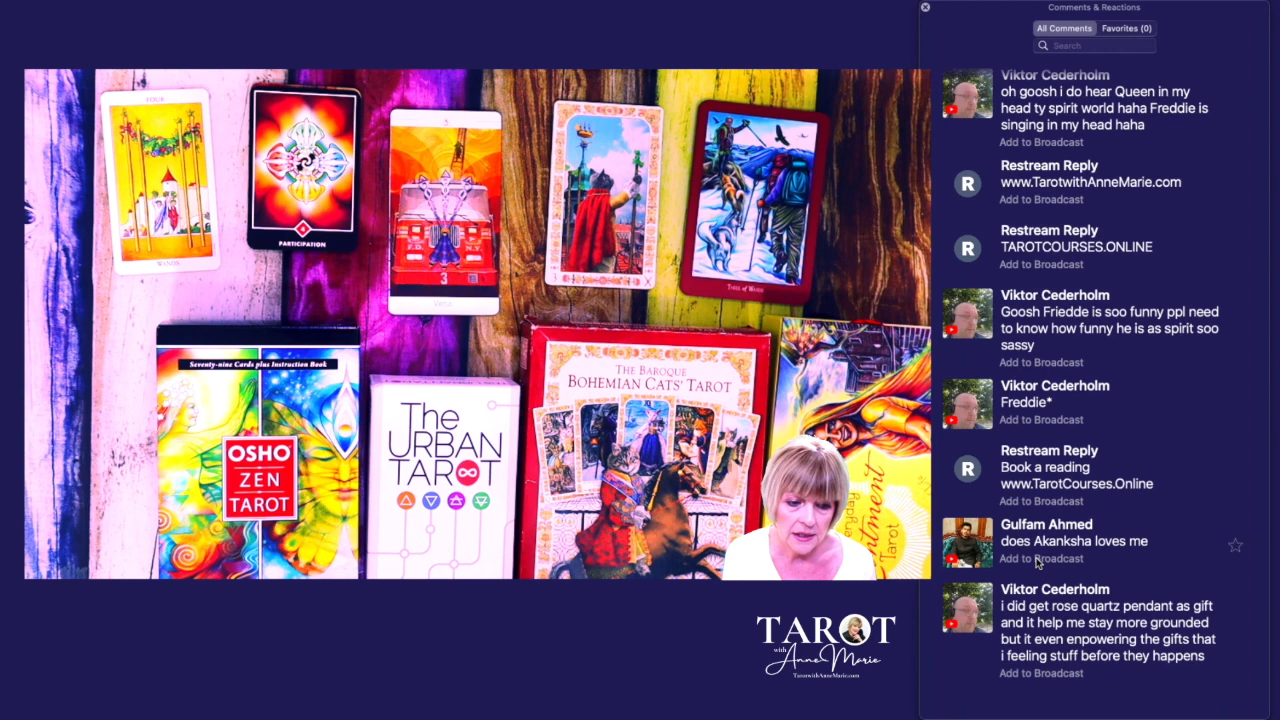 Comments & Reactions
All Comments
Favorites (0)
Search
Viktor Cederholm
oh goosh i do hear Queen in my
head ty spirit world haha Freddie is
singing in my head haha
Add to Broadcast
R
Restream Reply
www.TarotwithAnneMarie.com
Add to Broadcast
R
Restream Reply
TAROTCOURSES.ONLINE
Add to Broadcast
Viktor Cederholm
Goosh Friedde is soo funny ppl need
to know how funny he is as spirit soo
sassy
Add to Broadcast
Viktor Cederholm
Freddie*
Add to Broadcast
R
Restream Reply
Book a reading
www.TarotCourses.Online
Add to Broadcast
Gulfam Ahmed
does Akanksha loves me
Add to Broadcast
Viktor Cederholm
i did get rose quartz pendant as gift
and it help me stay more grounded
but it even enpowering the gifts that
i feeling stuff before they happens
Add to Broadcast
FOUR
WANDS
4
PARTICIPATION
F.D. N.Y.
3
3
Three of Wands
Seventy-nine Cards plus Instruction Book
OSHO
ZEN
TAROT
The
URBAN
TAROT
THE BAROQUE
BOHEMIAN CATS' TAROT
Tarot
TAROT
with
Anne Marie
TarotwithAnneMarie.com